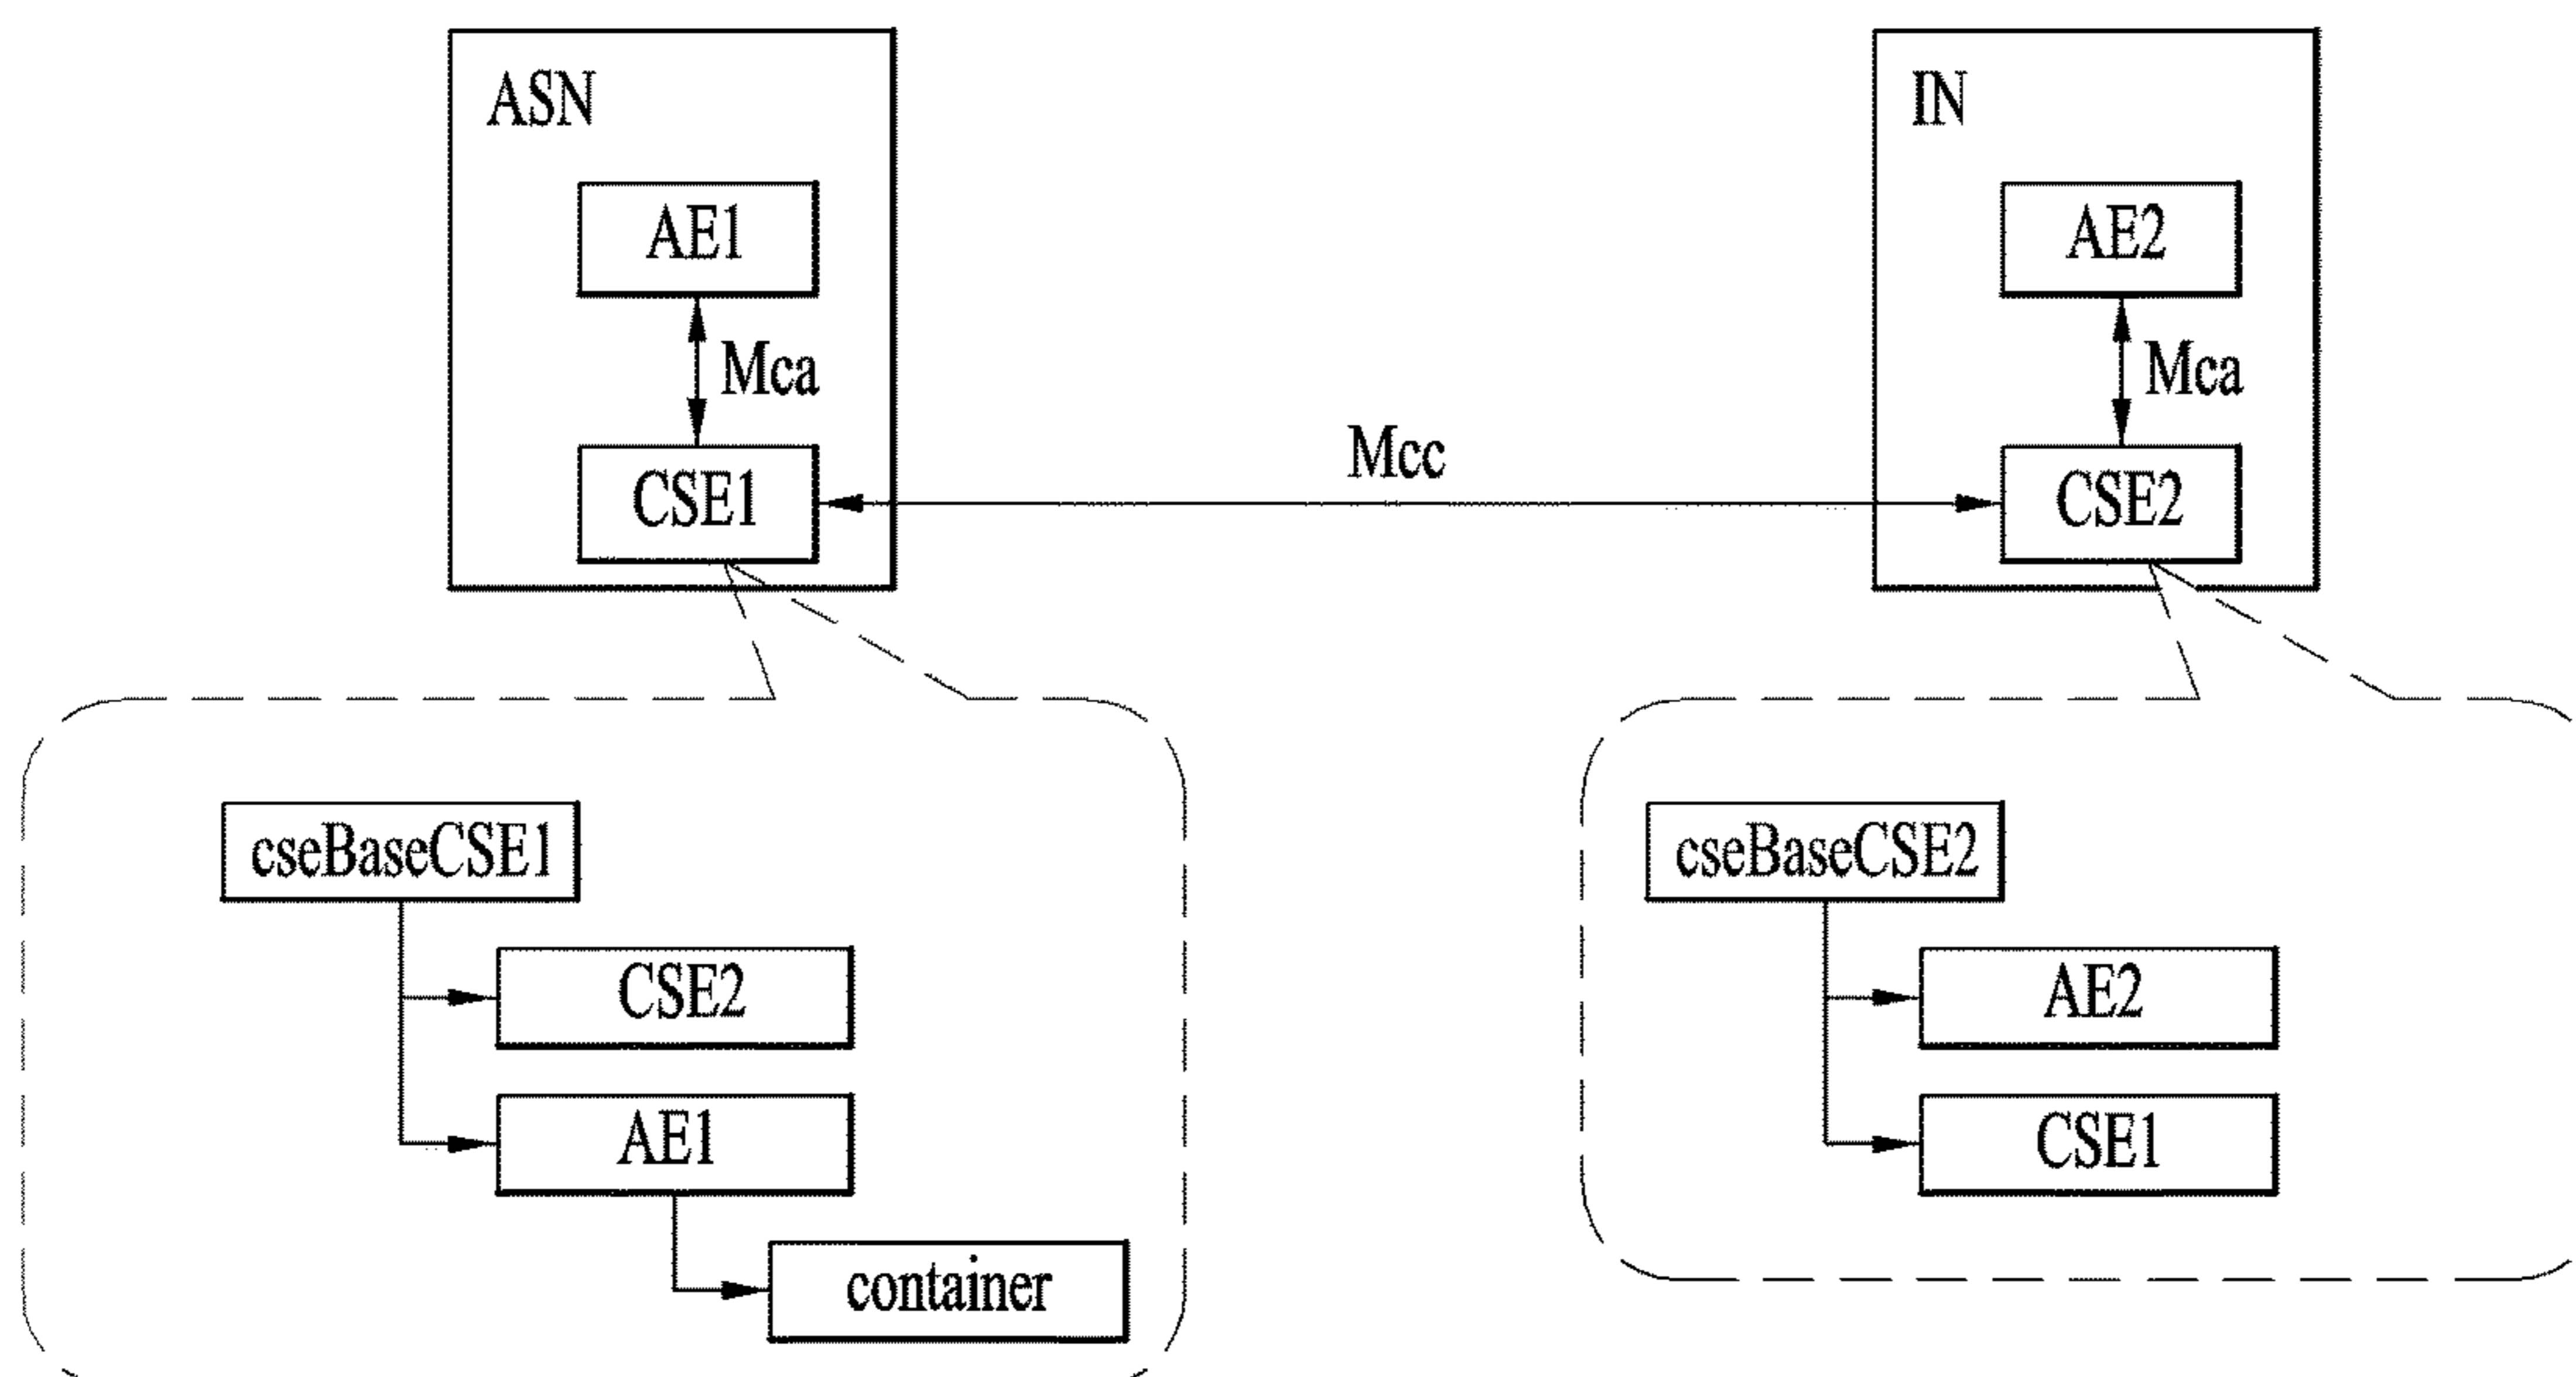 ASN
IN
AE1
AE2
Mca
Mca
Mcc
CSE1
CSE2
cseBaseCSE1
cseBaseCSE2
CSE2
AE2
AE1
CSE1
container